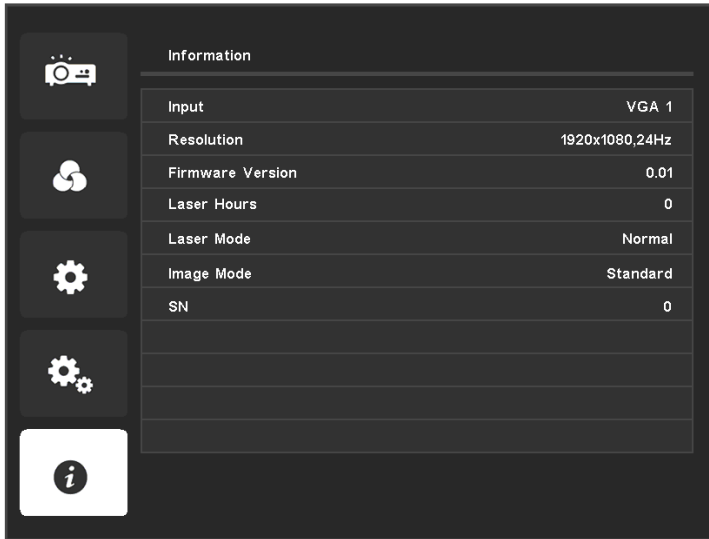 Information
Input VGA 1
Resolution 1920x1080,24Hz
Firmware Version 0.01
Laser Hours 0
Laser Mode Normal
Image Mode Standard
SN 0